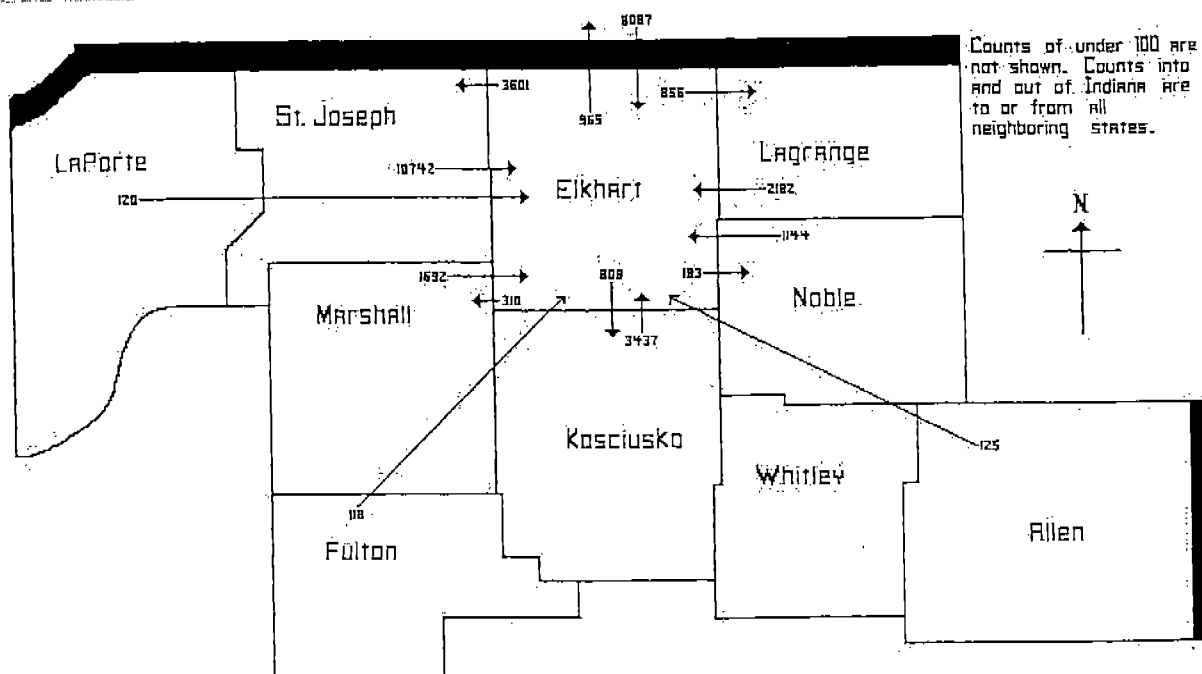 8087
Counts of under 100 are
not shown. Counts into
and out of Indiana are
to or from all
neighboring states.
3601
856
965
St. Joseph
LaPorte
Lagrange
10742
Elkhart
2182
120
N
1144
1692
808
193
310
Noble
Marshall
3437
Kosciusko
125
Whitley
118
Fulton
Allen